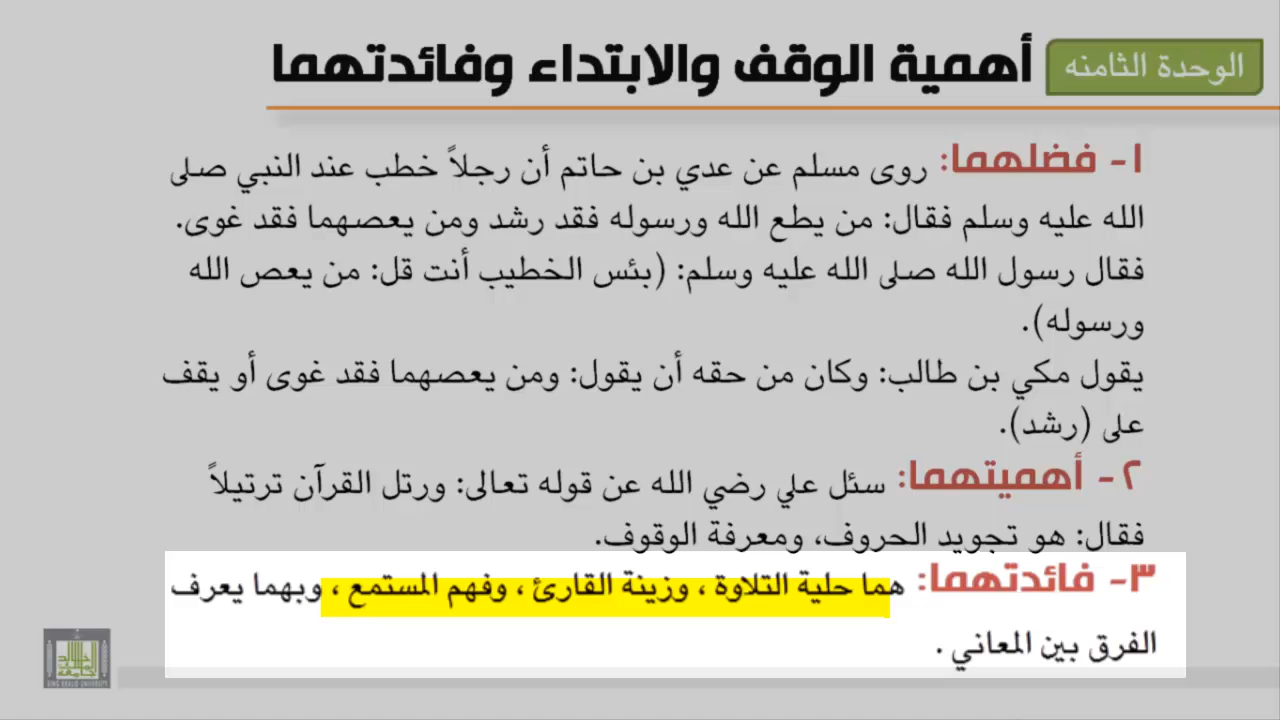 الوحدة الثامنه
أهمية الوقف والابتداء وفائدتهما
١- فضلهما: روى مسلم عن عدي بن حاتم أن رجلاً خطب عند النبي صلى
الله عليه وسلم فقال: من يطع الله ورسوله فقد رشد ومن يعصهما فقد غوى.
فقال رسول الله صلى الله عليه وسلم: (بئس الخطيب أنت قل: من يعص الله
ورسوله).
يقول مكي بن طالب: وكان من حقه أن يقول: ومن يعصهما فقد غوى أو يقف
على (رشد).
٢- أهميتهما: سئل علي رضي الله عن قوله تعالى: ورتل القرآن ترتيلاً
فقال: هو تجويد الحروف، ومعرفة الوقوف.
٣- فائدتهما: هما حلية التلاوة ، وزينة القارئ ، وفهم المستمع ، وبهما يعرف
الفرق بين المعاني .
KING KHALID UNIVERSITY